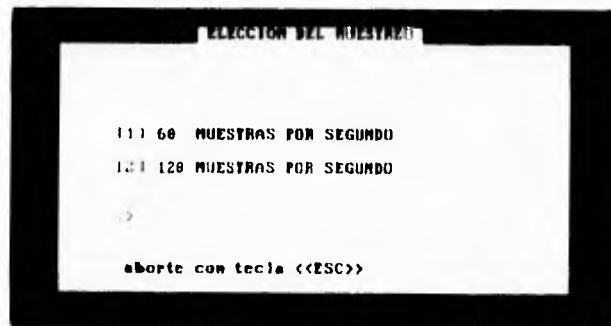 ELECCION DEL MUESTREO
[1] 60 MUESTRAS POR SEGUNDO
[2] 120 MUESTRAS POR SEGUNDO
>
aborte con tecla <<ESC>>